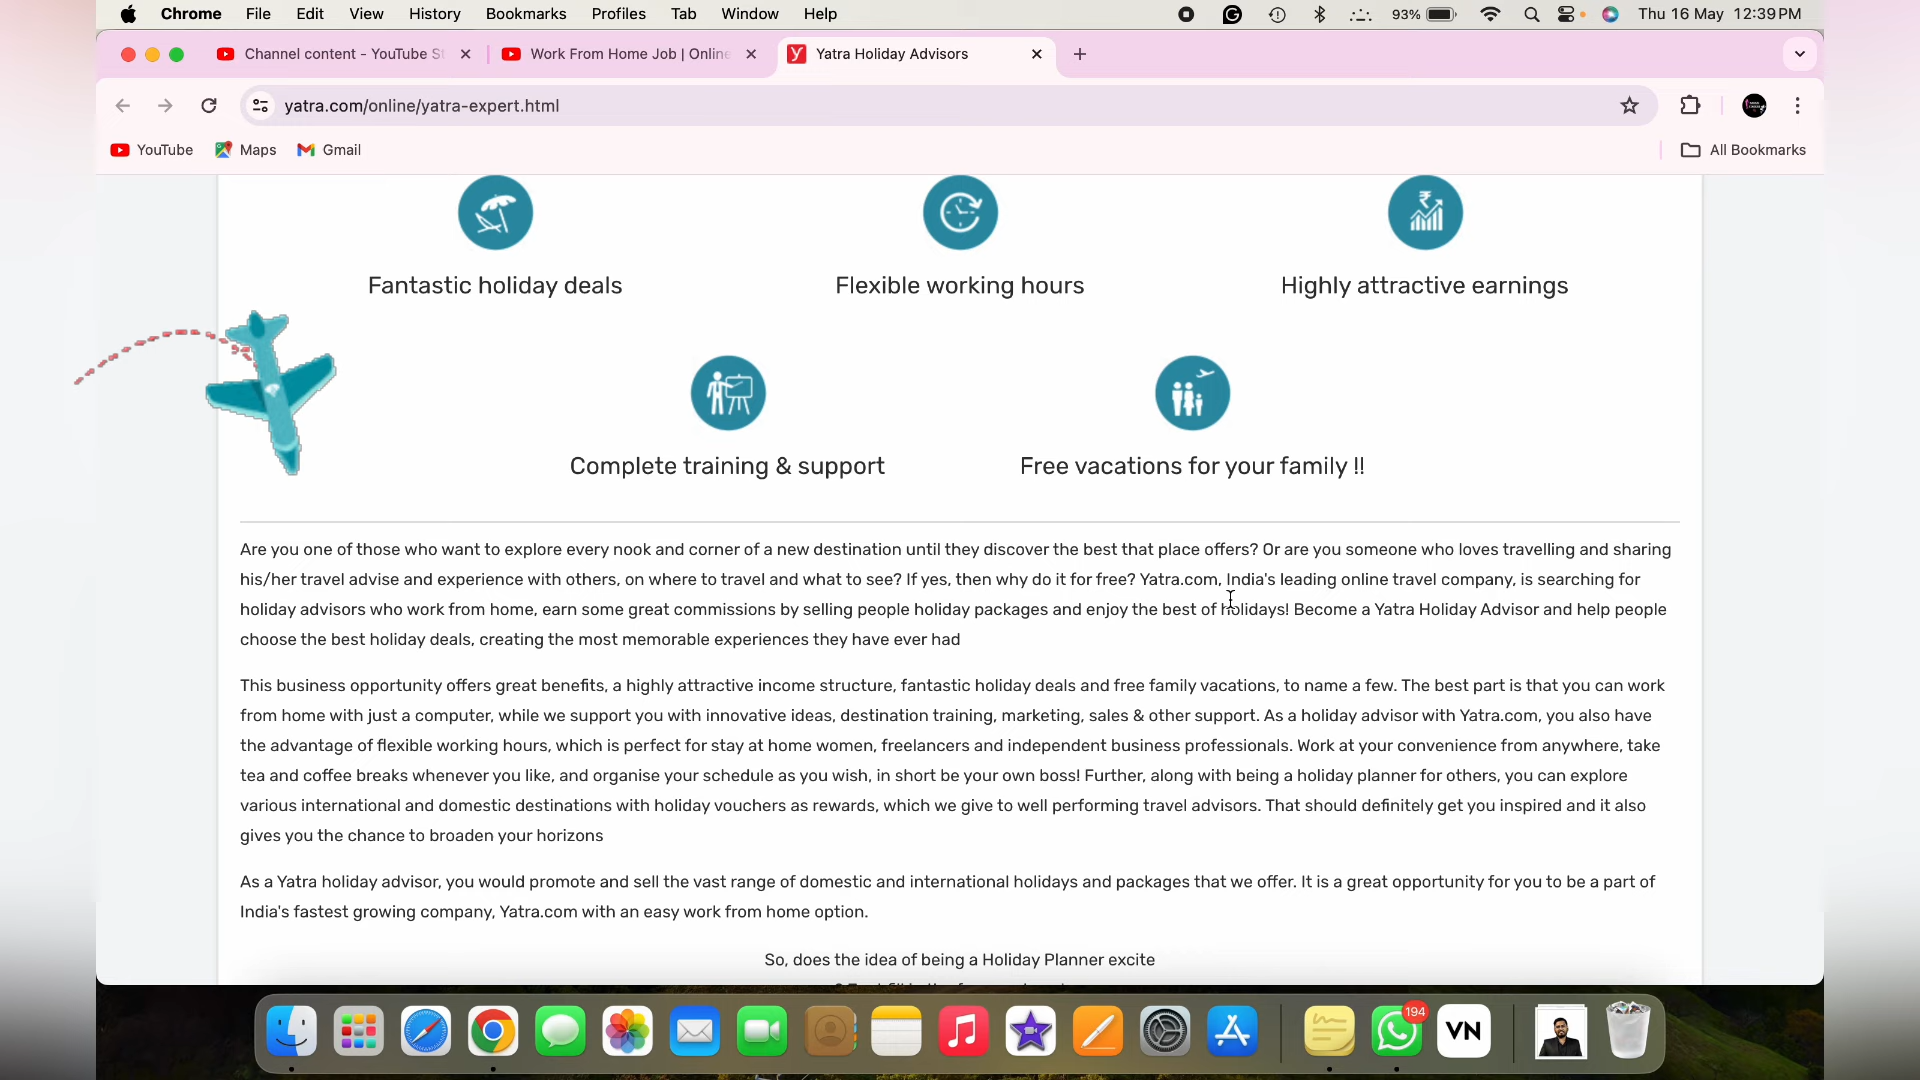 Chrome File Edit View History Bookmarks Profiles Tab Window Help 93% Thu 16 May 12:39 PM
Channel content - YouTube St Work From Home Job | Online Yatra Holiday Advisors
yatra.com/online/yatra-expert.html
YouTube Maps Gmail All Bookmarks
Fantastic holiday deals Flexible working hours Highly attractive earnings
Complete training & support Free vacations for your family !!
Are you one of those who want to explore every nook and corner of a new destination until they discover the best that place offers? Or are you someone who loves travelling and sharing
his/her travel advise and experience with others, on where to travel and what to see? If yes, then why do it for free? Yatra.com, India's leading online travel company, is searching for
holiday advisors who work from home, earn some great commissions by selling people holiday packages and enjoy the best of holidays! Become a Yatra Holiday Advisor and help people
choose the best holiday deals, creating the most memorable experiences they have ever had
This business opportunity offers great benefits, a highly attractive income structure, fantastic holiday deals and free family vacations, to name a few. The best part is that you can work
from home with just a computer, while we support you with innovative ideas, destination training, marketing, sales & other support. As a holiday advisor with Yatra.com, you also have
the advantage of flexible working hours, which is perfect for stay at home women, freelancers and independent business professionals. Work at your convenience from anywhere, take
tea and coffee breaks whenever you like, and organise your schedule as you wish, in short be your own boss! Further, along with being a holiday planner for others, you can explore
various international and domestic destinations with holiday vouchers as rewards, which we give to well performing travel advisors. That should definitely get you inspired and it also
gives you the chance to broaden your horizons
As a Yatra holiday advisor, you would promote and sell the vast range of domestic and international holidays and packages that we offer. It is a great opportunity for you to be a part of
India's fastest growing company, Yatra.com with an easy work from home option.
So, does the idea of being a Holiday Planner excite
194
VN